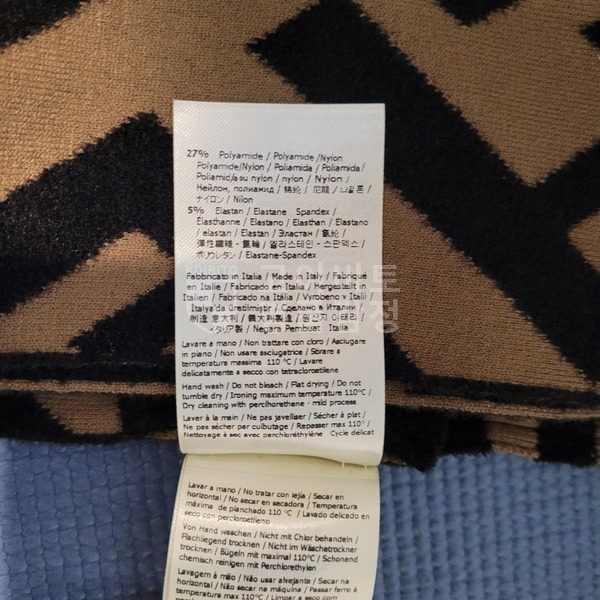 27% Polyamide / Polyamide /Nylon
Polyamide/Nylon / Poliamida / Poliamida /
Poliamid/ nylon / nylon / Nylon /
Нейлон, полиамид / 锦纶 / 尼龍 / 나일론 /
ナイロン / Nilon
5% Elastan / Elastane Spandex /
Élasthanne / Elastano / Elasthan / Elastano
/ elastan / Elastan / Эластан / 氨纶 /
彈性纖維 - 氨綸 / 엘라스테인 - 스판덱스 /
ポリウレタン / Elastane-Spandex
Fabbricato in Italia / Made in Italy / Fabriqué
en Italie / Fabricado en Italia / Hergestellt in
Italien / Fabricado na Itália / Vyrobeno v Itálii /
İtalya'da üretilmiştir / Сделано в Италии
制造 意大利 / 義大利製造 / 원산지 이태리 /
イタリア製 / Negara Pembuat Italia
Lavare a mano / Non trattare con cloro / Asciugare
in piano / Non usare asciugatrice / Stirare a
temperatura massima 110 °C / Lavare
delicatamente a secco con tetracloroetilene
Hand wash / Do not bleach / Flat drying / Do not
tumble dry / Ironing maximum temperature 110°C /
Dry cleaning with perclhorethene - mild process
Laver à la main / Ne pas javelliser / Sécher à plat /
Ne pas sécher par culbutage / Repasser max 110° /
Nettoyage à sec avec perchloréthylène Cycle délicat
Lavar a mano / No tratar con lejía / Secar en
horizontal / No secar en secadora / Temperatura
máxima de planchado 110 °C / Lavado delicado en
seco con percloroetileno
Von Hand waschen / Nicht mit Chlor behandeln /
Flachliegend trocknen / Nicht im Wäschetrockner
trocknen / Bügeln mit maximal 110°C / Schonend
chemisch reinigen mit Perchlorethylen
Lavagem à mão / Não usar alvejante / Secar na
horizontal / Não secar na máquina / Passar ferro à
temperatura max 110°C / Limpar a seco com